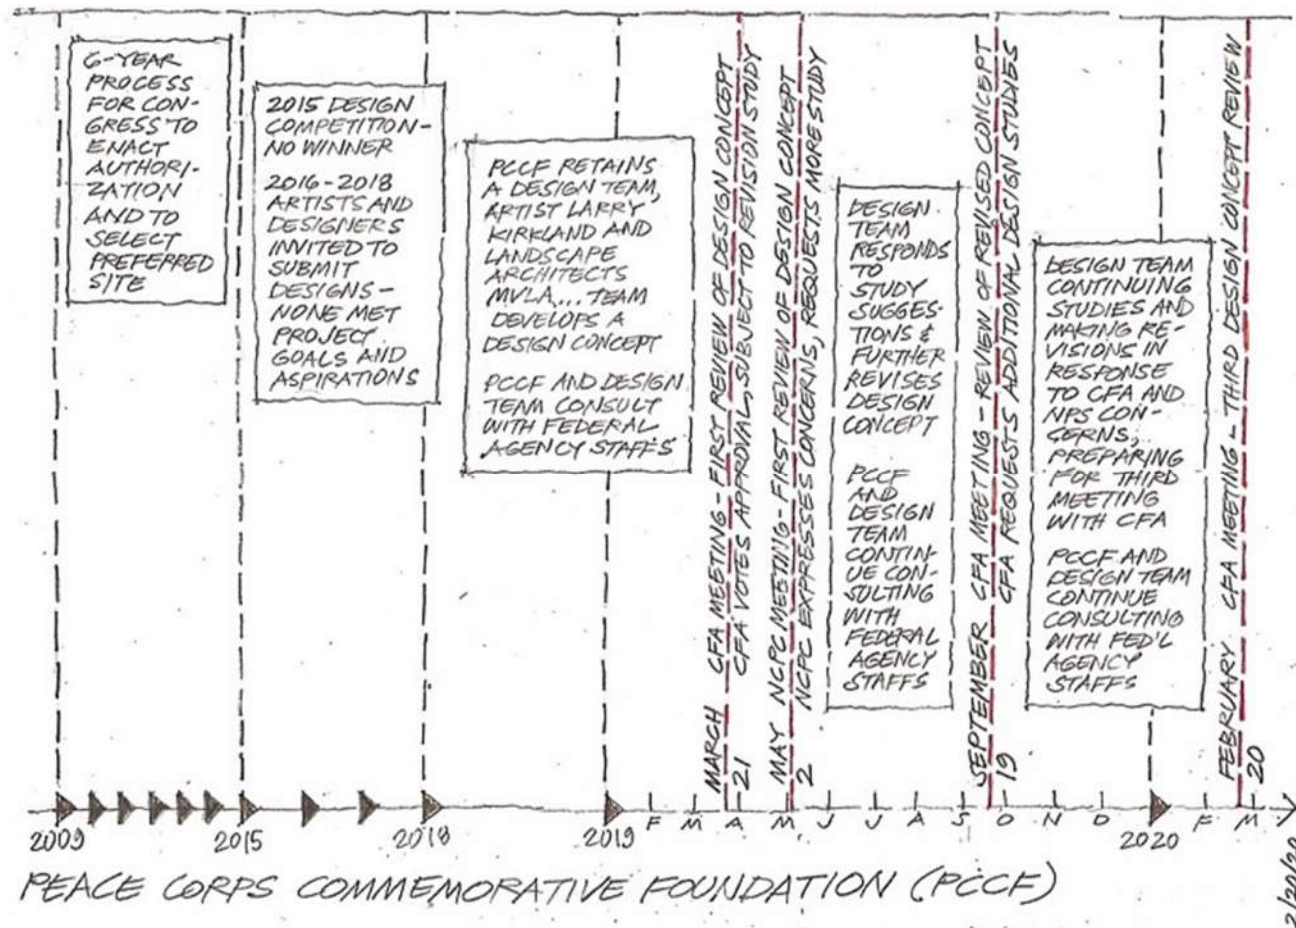 6-YEAR
PROCESS
FOR CON-
GRESS TO
ENACT
AUTHORI-
ZATION
AND TO
SELECT
PREFERRED
SITE
2015 DESIGN
COMPETITION-
NO WINNER
2016-2018
ARTISTS AND
DESIGNERS
INVITED TO
SUBMIT
DESIGNS-
NONE MET
PROJECT
GOALS AND
ASPIRATIONS
PCCF RETAINS
A DESIGN TEAM,
ARTIST LARRY
KIRKLAND AND
LANDSCAPE
ARCHITECTS
MVLA... TEAM
DEVELOPS A
DESIGN CONCEPT
PCCF AND DESIGN
TEAM CONSULT
WITH FEDERAL
AGENCY STAFFS
MARCH 21 CFA MEETING - FIRST REVIEW OF DESIGN CONCEPT
CFA VOTES APPROVAL, SUBJECT TO REVISION STUDY
MAY 2 NCPC MEETING - FIRST REVIEW OF DESIGN CONCEPT
NCPC EXPRESSES CONCERNS, REQUESTS MORE STUDY
DESIGN
TEAM
RESPONDS
TO
STUDY
SUGGES-
TIONS &
FURTHER
REVISES
DESIGN
CONCEPT
PCCF
AND
DESIGN
TEAM
CONTIN-
UE CON-
SULTING
WITH
FEDERAL
AGENCY
STAFFS
SEPTEMBER 19 CFA MEETING - REVIEW OF REVISED CONCEPT
CFA REQUESTS ADDITIONAL DESIGN STUDIES
DESIGN TEAM
CONTINUING
STUDIES AND
MAKING RE-
VISIONS IN
RESPONSE
TO CFA AND
NPS CON-
CERNS,
PREPARING
FOR THIRD
MEETING
WITH CFA
PCCF AND
DESIGN TEAM
CONTINUE
CONSULTING
WITH FED'L
AGENCY
STAFFS
FEBRUARY 20 CFA MEETING - THIRD DESIGN CONCEPT REVIEW
2009 2015 2018 2019 F M A M J J A S O N D 2020 F M
PEACE CORPS COMMEMORATIVE FOUNDATION (PCCF)
2/20/20